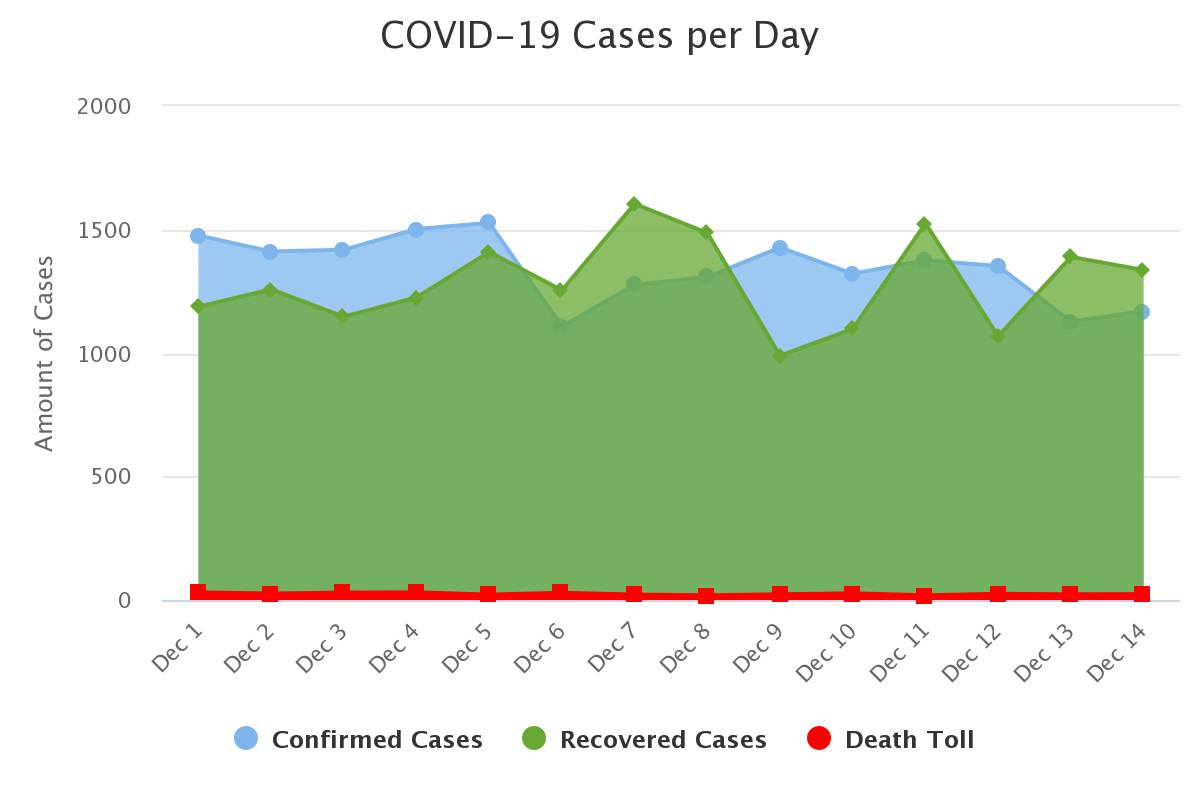 COVID-19 Cases per Day
Amount of Cases
2000
1500
1000
500
0
Dec 1
Dec 2
Dec 3
Dec 4
Dec 5
Dec 6
Dec 7
Dec 8
Dec 9
Dec 10
Dec 11
Dec 12
Dec 13
Dec 14
Confirmed Cases
Recovered Cases
Death Toll